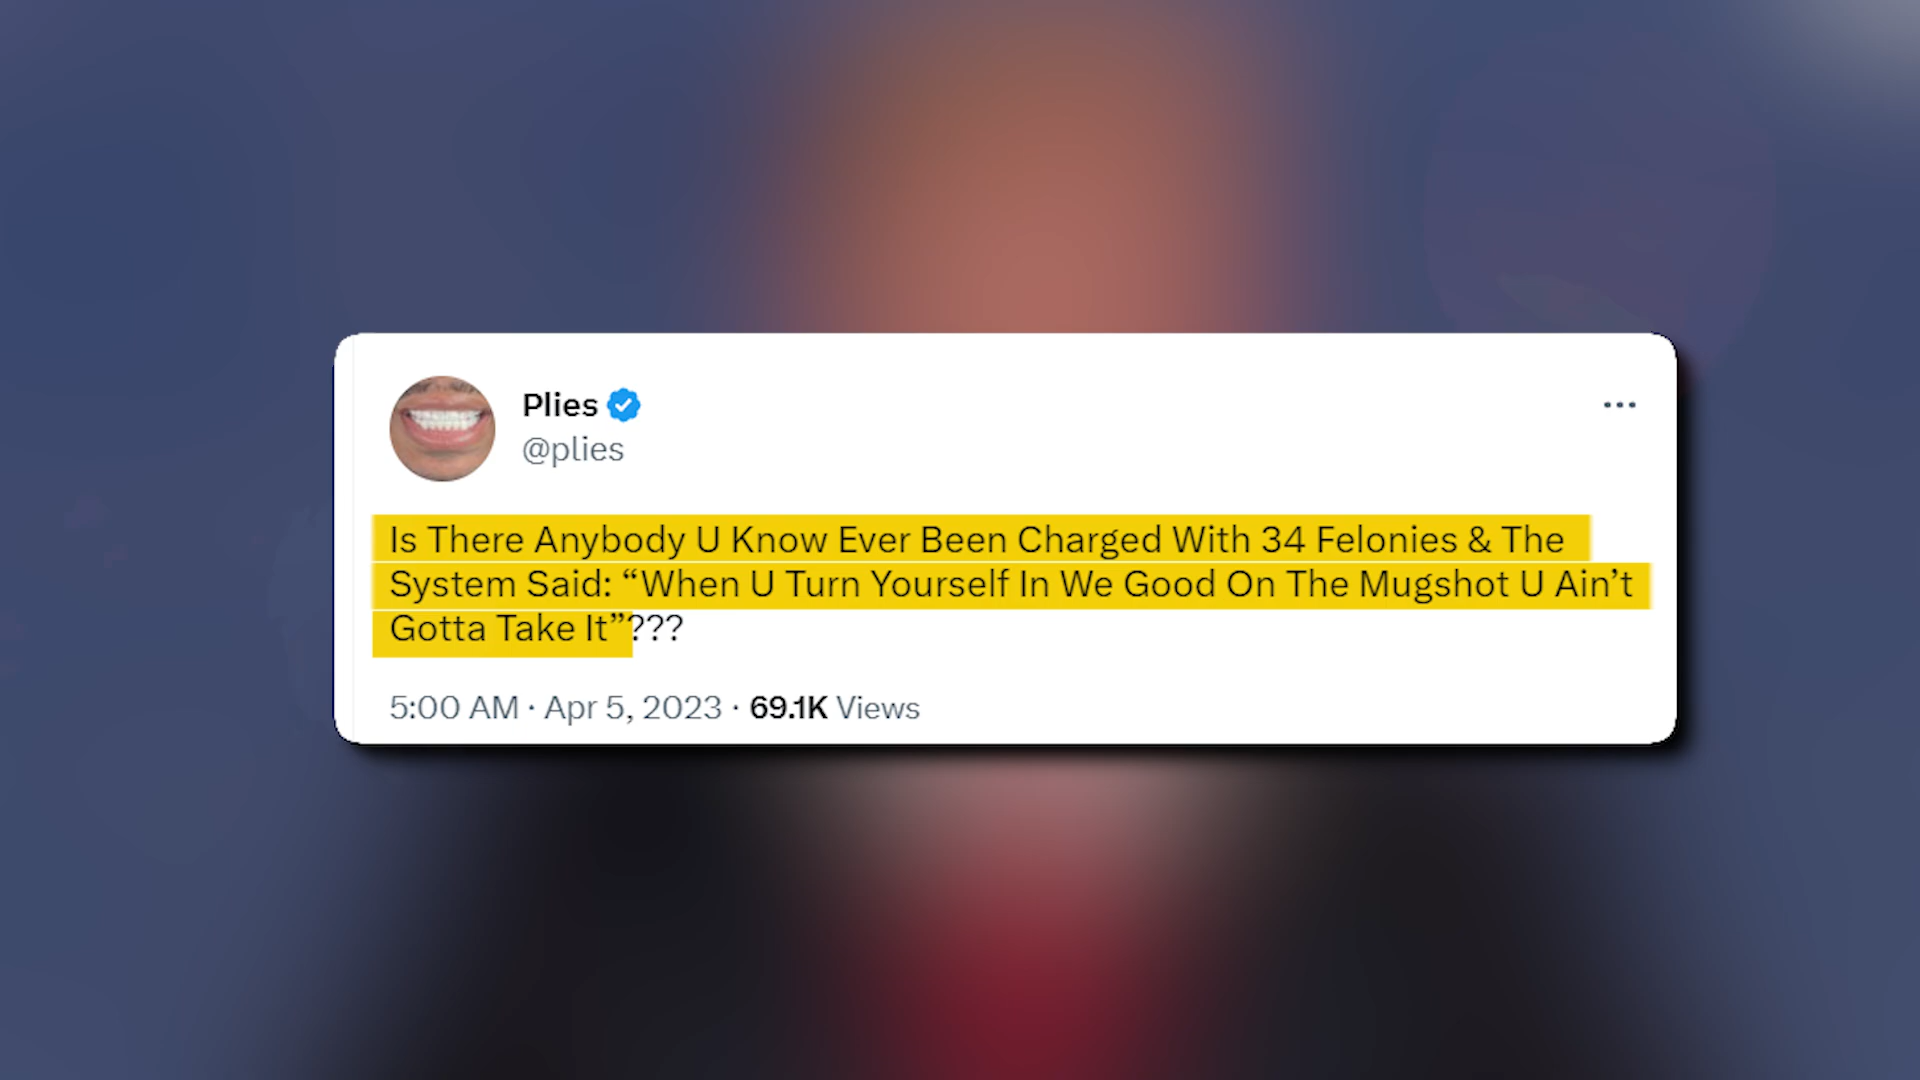 Plies
@plies
Is There Anybody U Know Ever Been Charged With 34 Felonies & The
System Said: “When U Turn Yourself In We Good On The Mugshot U Ain’t
Gotta Take It”???
5:00 AM · Apr 5, 2023 · 69.1K Views